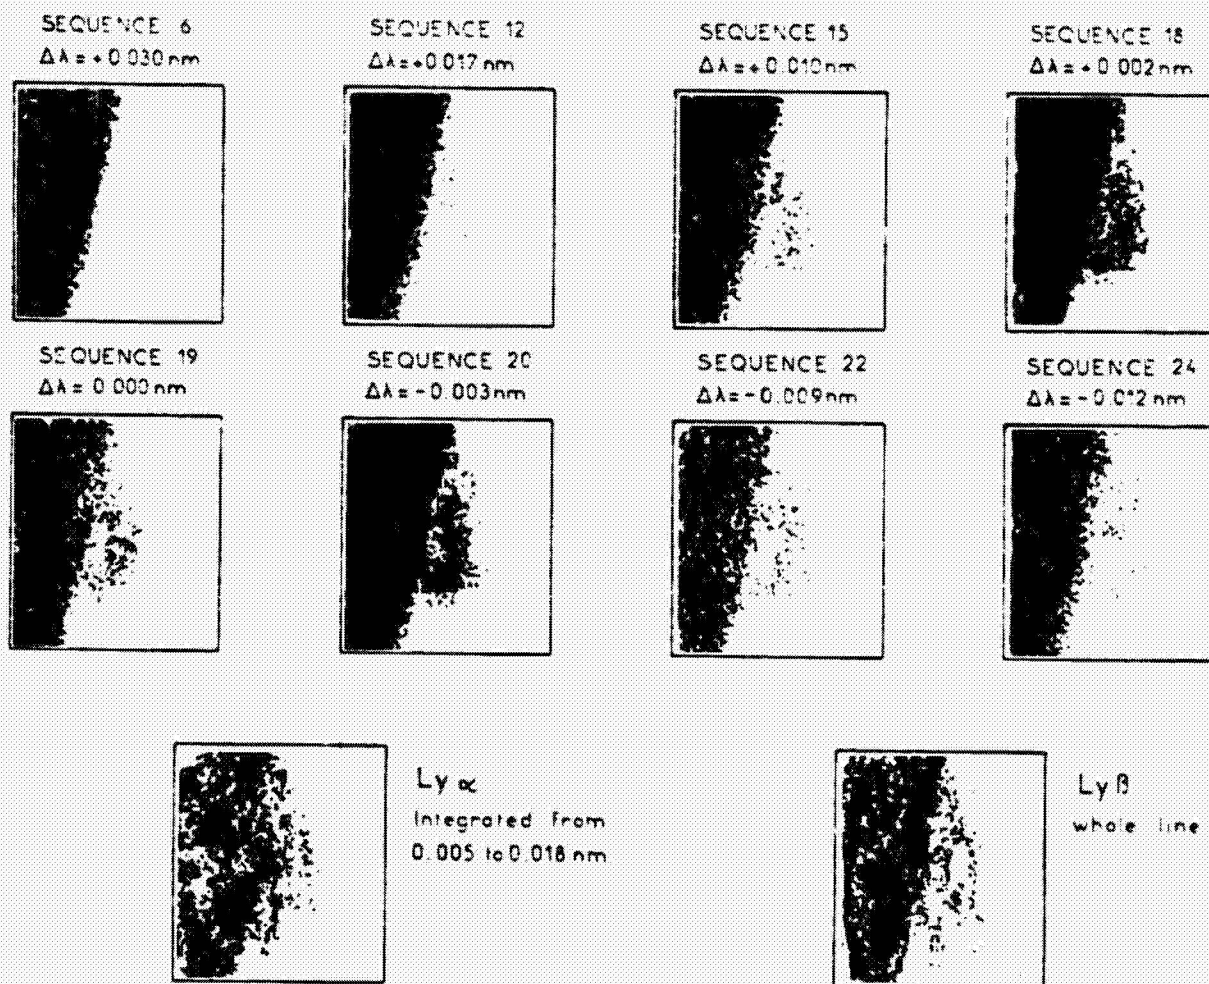 SEQUENCE 6
Δλ = +0.030 nm
SEQUENCE 12
Δλ = +0.017 nm
SEQUENCE 15
Δλ = +0.010 nm
SEQUENCE 18
Δλ = +0.002 nm
SEQUENCE 19
Δλ = 0.000 nm
SEQUENCE 20
Δλ = -0.003 nm
SEQUENCE 22
Δλ = -0.009 nm
SEQUENCE 24
Δλ = nm
Ly α
Integrated from
0.005 to 0.018 nm
Ly β
whole line